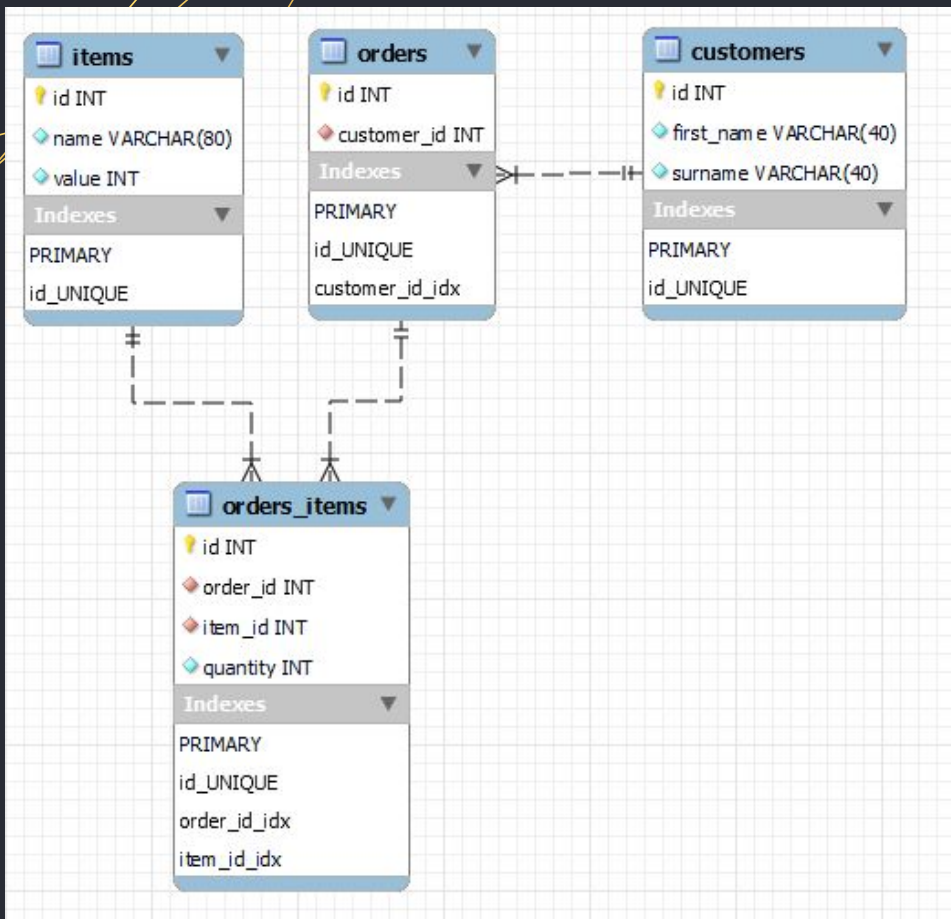 items
id INT
name VARCHAR(80)
value INT
Indexes
PRIMARY
id_UNIQUE
orders
id INT
customer_id INT
Indexes
PRIMARY
id_UNIQUE
customer_id_idx
customers
id INT
first_name VARCHAR(40)
surname VARCHAR(40)
Indexes
PRIMARY
id_UNIQUE
orders_items
id INT
order_id INT
item_id INT
quantity INT
Indexes
PRIMARY
id_UNIQUE
order_id_idx
item_id_idx